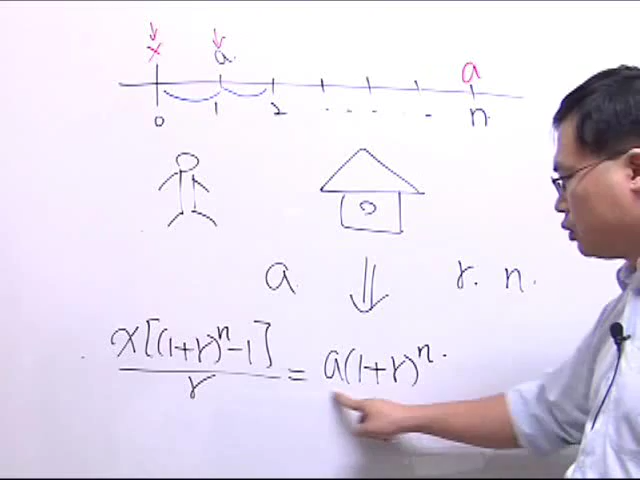 x a a
0 1 2 . . . . . n
a r. n.
x[(1+r)^n-1]/r = a(1+r)^n.